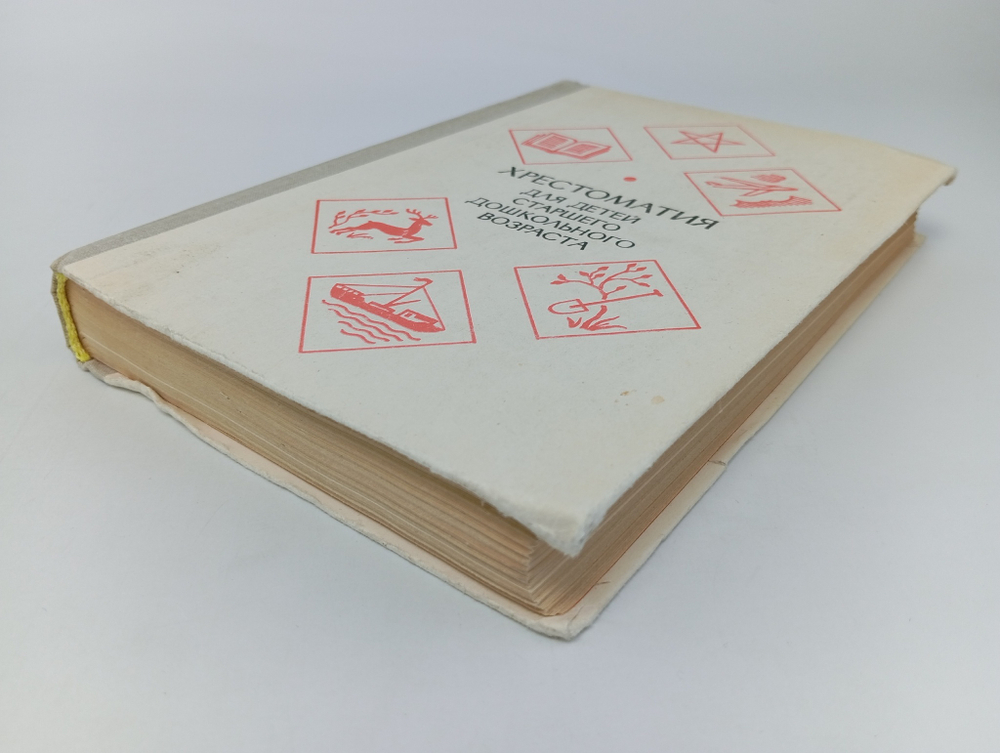 ХРЕСТОМАТИЯ
ДЛЯ ДЕТЕЙ
СТАРШЕГО
ДОШКОЛЬНОГО
ВОЗРАСТА